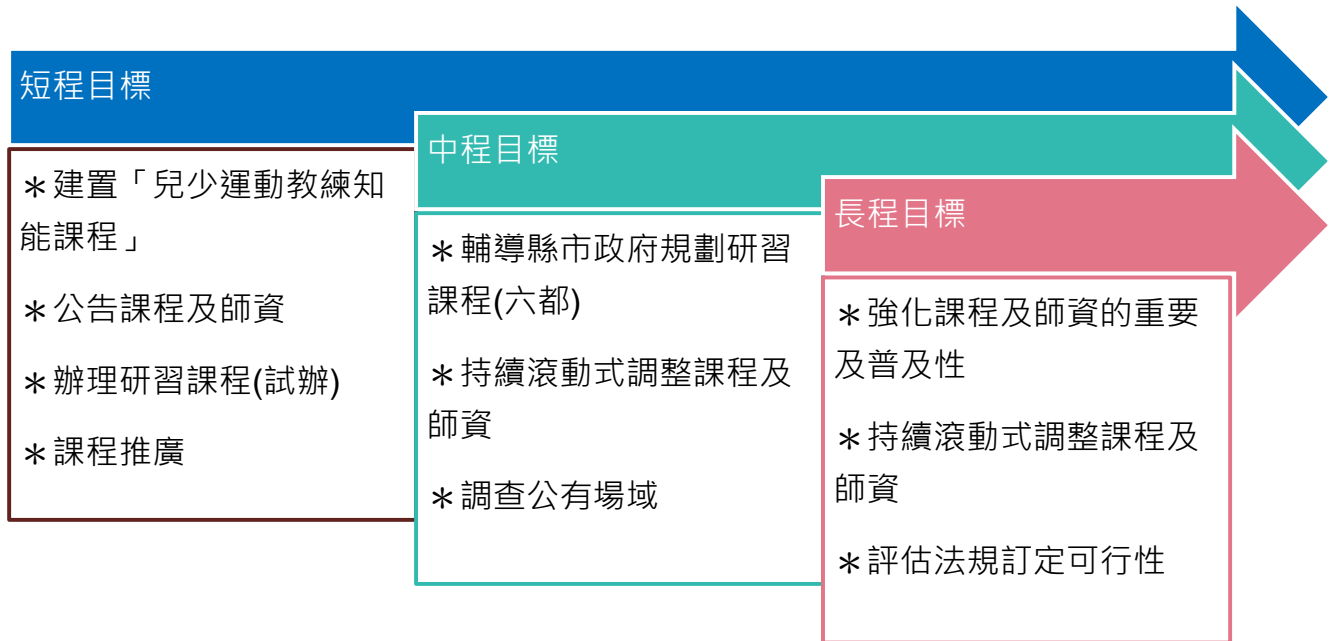 短程目標
＊建置「兒少運動教練知
能課程」
＊公告課程及師資
＊辦理研習課程(試辦)
＊課程推廣
中程目標
＊輔導縣市政府規劃研習
課程(六都)
＊持續滾動式調整課程及
師資
＊調查公有場域
長程目標
＊強化課程及師資的重要
及普及性
＊持續滾動式調整課程及
師資
＊評估法規訂定可行性